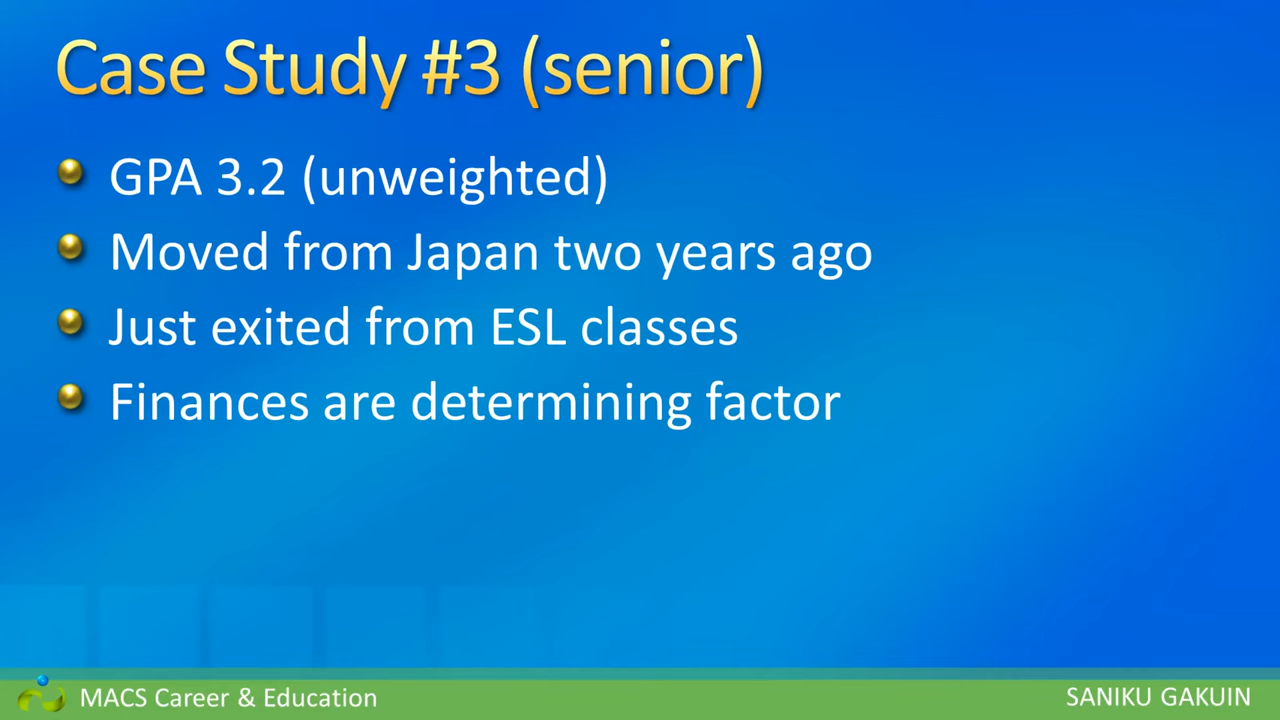 Case Study #3 (senior)
GPA 3.2 (unweighted)
Moved from Japan two years ago
Just exited from ESL classes
Finances are determining factor
MACS Career & Education
SANIKU GAKUIN